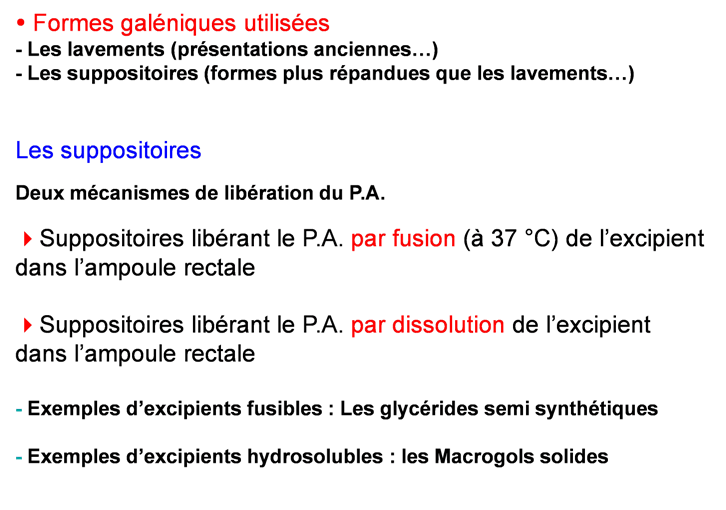 • Formes galéniques utilisées
- Les lavements (présentations anciennes…)
- Les suppositoires (formes plus répandues que les lavements…)
Les suppositoires
Deux mécanismes de libération du P.A.
Suppositoires libérant le P.A. par fusion (à 37 °C) de l’excipient
dans l’ampoule rectale
Suppositoires libérant le P.A. par dissolution de l’excipient
dans l’ampoule rectale
- Exemples d’excipients fusibles : Les glycérides semi synthétiques
- Exemples d’excipients hydrosolubles : les Macrogols solides